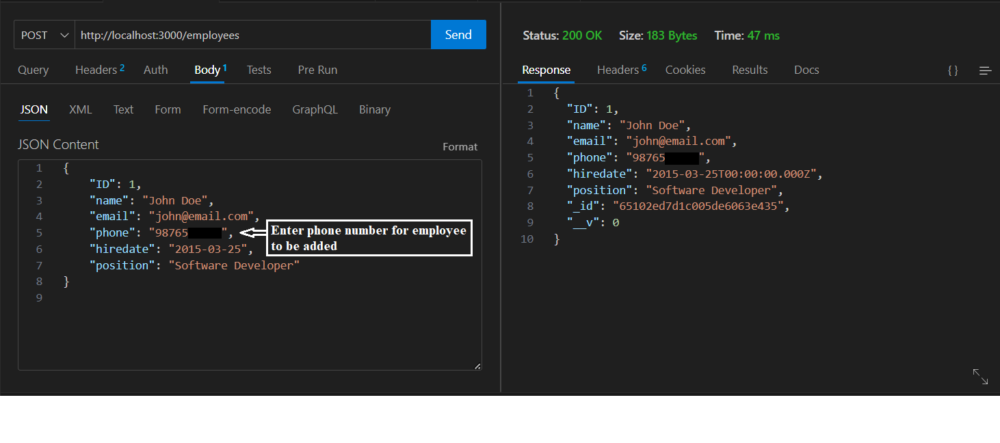 POST http://localhost:3000/employees Send
Query Headers 2 Auth Body 1 Tests Pre Run
JSON XML Text Form Form-encode GraphQL Binary
JSON Content Format
1 {
2 "ID": 1,
3 "name": "John Doe",
4 "email": "john@email.com",
5 "phone": "98765 ",
6 "hiredate": "2015-03-25",
7 "position": "Software Developer"
8 }
9
Enter phone number for employee
to be added
Status: 200 OK Size: 183 Bytes Time: 47 ms
Response Headers 6 Cookies Results Docs { }
1 {
2 "ID": 1,
3 "name": "John Doe",
4 "email": "john@email.com",
5 "phone": "98765 ",
6 "hiredate": "2015-03-25T00:00:00.000Z",
7 "position": "Software Developer",
8 "_id": "65102ed7d1c005de6063e435",
9 "__v": 0
10 }